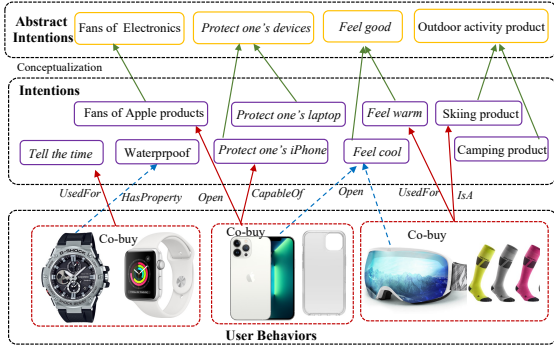 Abstract
Intentions
Fans of Electronics
Protect one's devices
Feel good
Outdoor activity product
Conceptualization
Intentions
Fans of Apple products
Protect one's laptop
Feel warm
Skiing product
Tell the time
Waterppoof
Protect one's iPhone
Feel cool
Camping product
UsedFor
HasProperty
Open
CapableOf
Open
UsedFor
IsA
Co-buy
Co-buy
Co-buy
User Behaviors